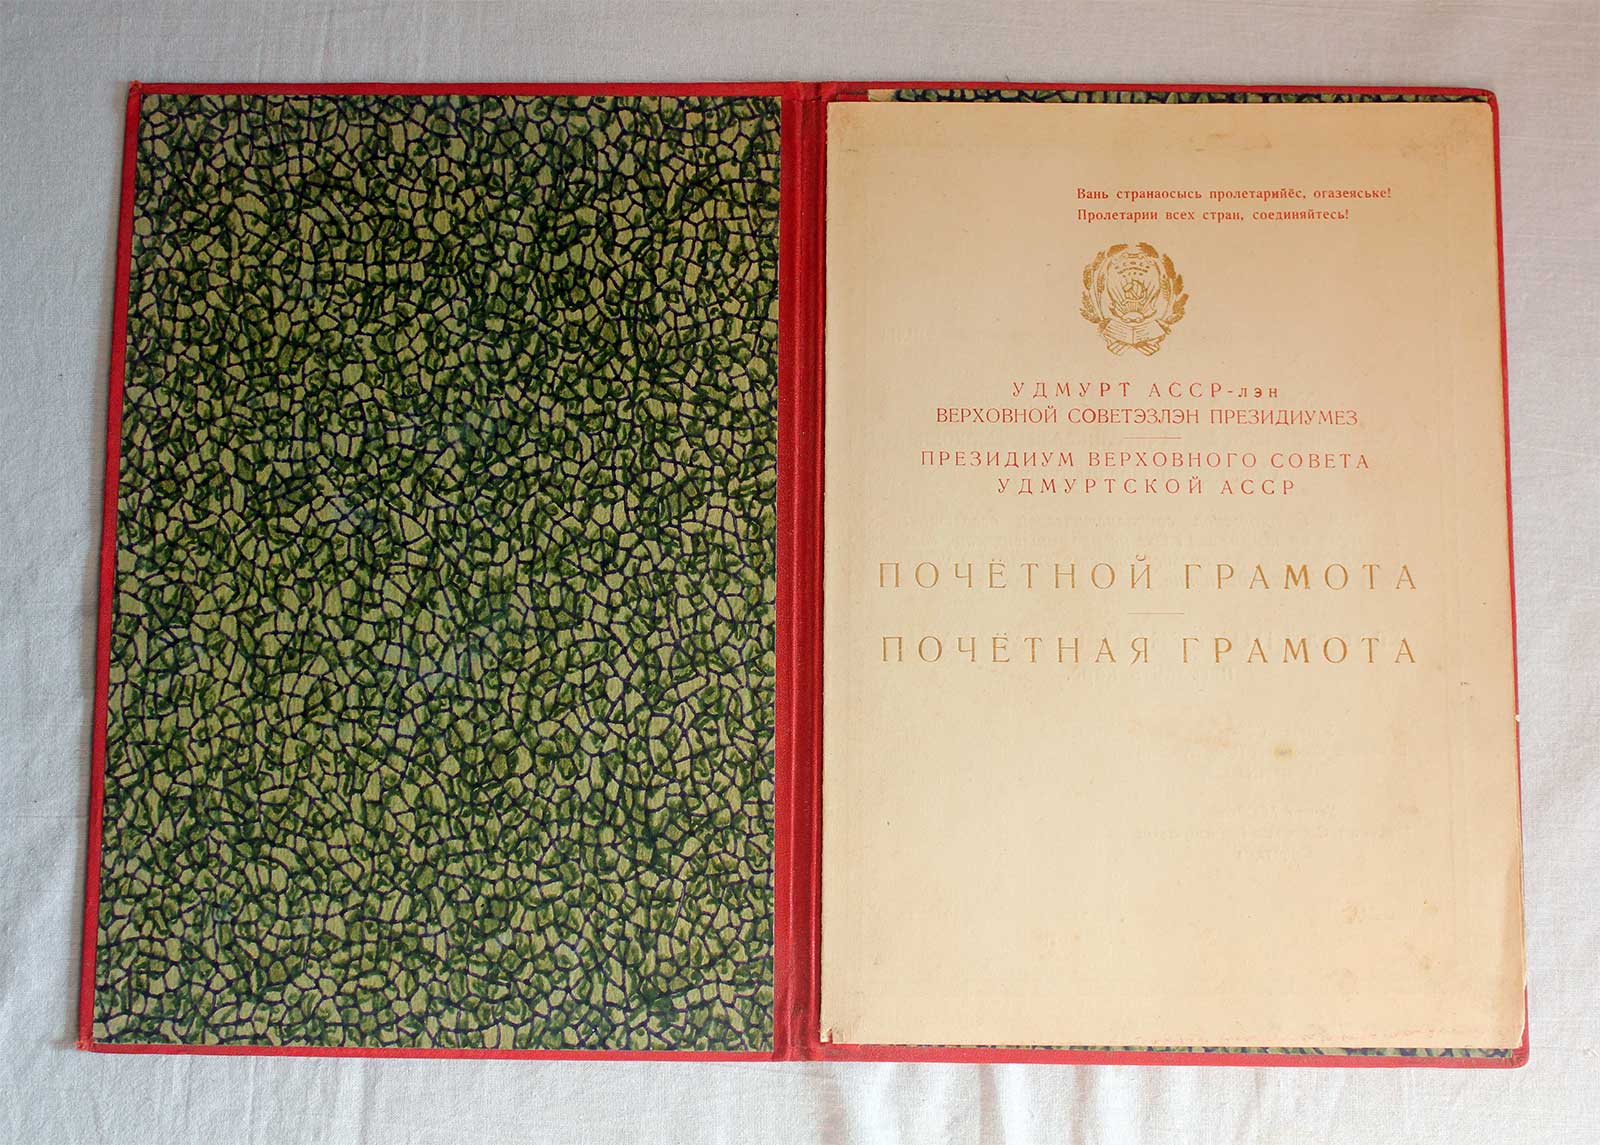 Вань странаосысь пролетарийёс, огазеяське!
Пролетарии всех стран, соединяйтесь!
УДМУРТ АССР-лэн
ВЕРХОВНОЙ СОВЕТЭЗЛЭН ПРЕЗИДИУМЕЗ
ПРЕЗИДИУМ ВЕРХОВНОГО СОВЕТА
УДМУРТСКОЙ АССР
ПОЧЁТНОЙ ГРАМОТА
ПОЧЁТНАЯ ГРАМОТА